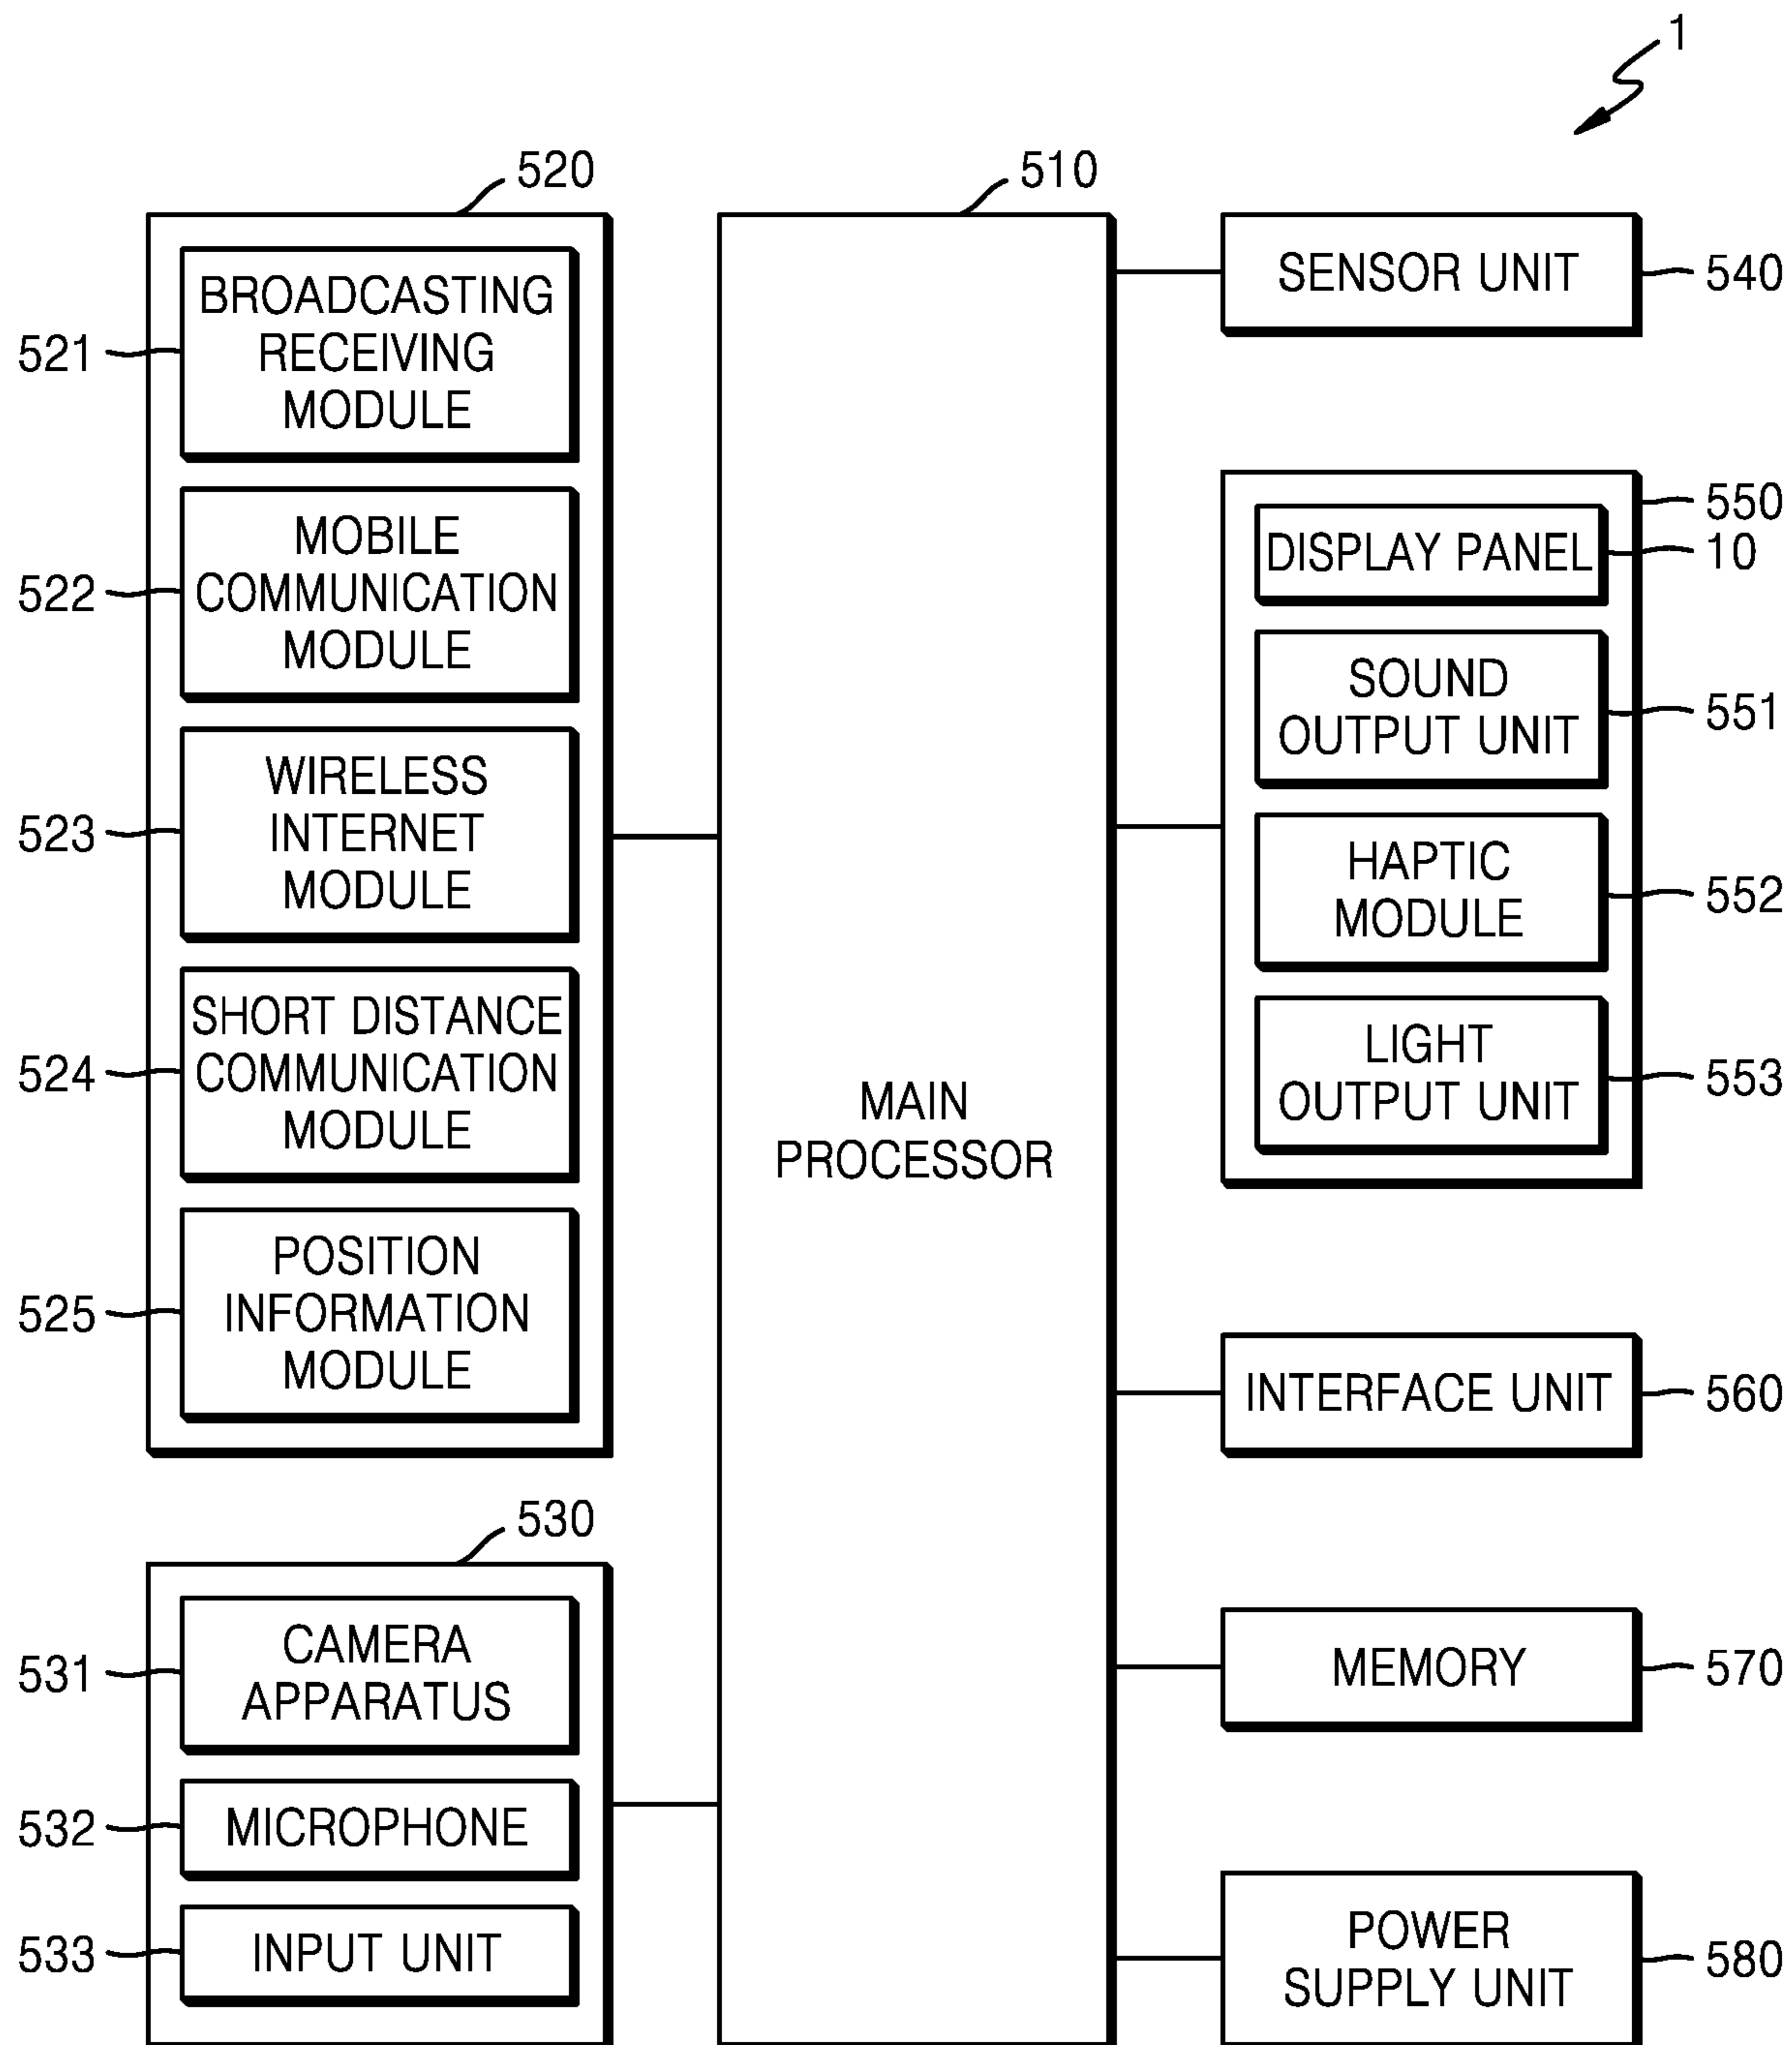 1
520
510
BROADCASTING
RECEIVING
MODULE
521
MOBILE
COMMUNICATION
MODULE
522
WIRELESS
INTERNET
MODULE
523
SHORT DISTANCE
COMMUNICATION
MODULE
524
POSITION
INFORMATION
MODULE
525
530
CAMERA
APPARATUS
531
MICROPHONE
532
INPUT UNIT
533
MAIN
PROCESSOR
SENSOR UNIT
540
550
DISPLAY PANEL
10
SOUND
OUTPUT UNIT
551
HAPTIC
MODULE
552
LIGHT
OUTPUT UNIT
553
INTERFACE UNIT
560
MEMORY
570
POWER
SUPPLY UNIT
580